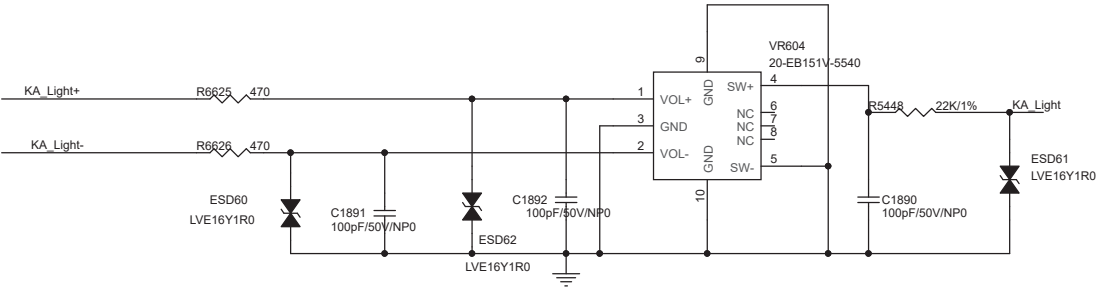 VR604
20-EB151V-5540
9
GND
4
SW+
KA_Light+
R6625
470
1
VOL+
R5448
22K/1%
KA_Light
6
NC
3
GND
7
NC
8
NC
KA_Light-
R6626
470
2
VOL-
GND
5
SW-
10
ESD61
LVE16Y1R0
ESD60
LVE16Y1R0
C1891
100pF/50V/NP0
C1892
100pF/50V/NP0
C1890
100pF/50V/NP0
ESD62
LVE16Y1R0